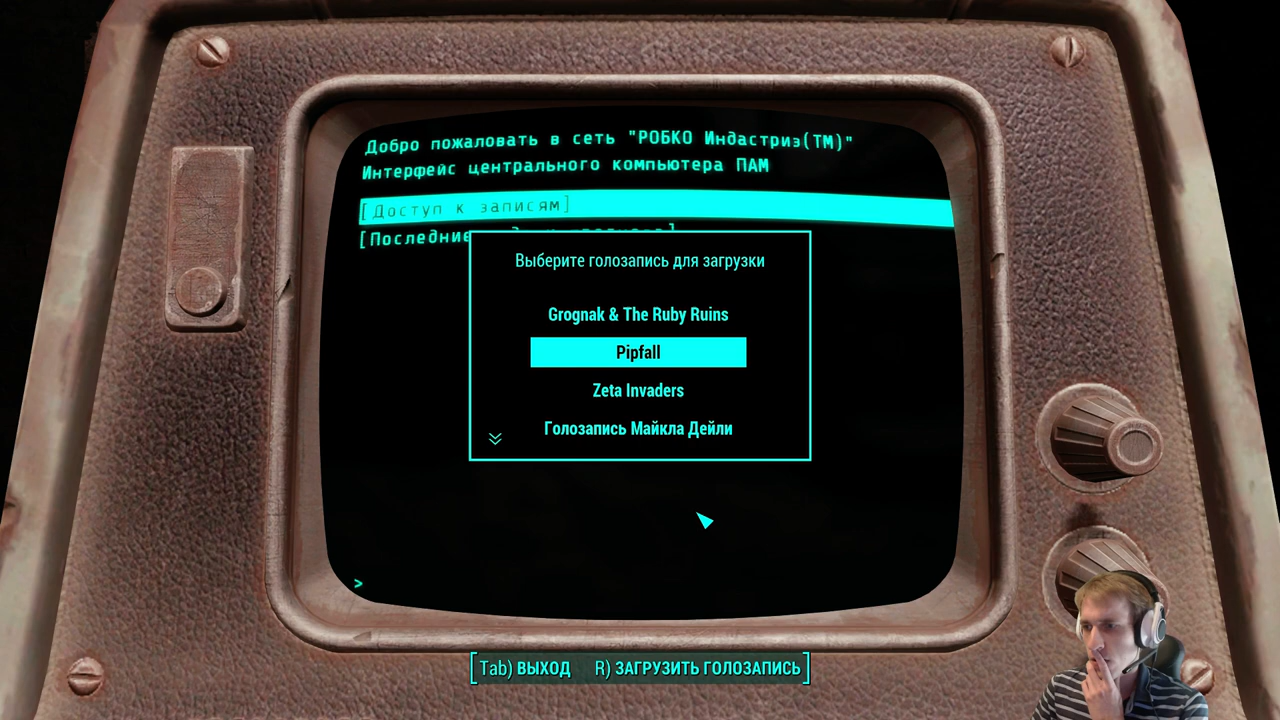 Добро пожаловать в сеть "РОБКО Индастриз(ТМ)"
Интерфейс центрального компьютера ПАМ
[Доступ к записям]
[Последние
Выберите голозапись для загрузки
Grognak & The Ruby Ruins
Pipfall
Zeta Invaders
Голозапись Майкла Дейли
>
Tab) ВЫХОД R) ЗАГРУЗИТЬ ГОЛОЗАПИСЬ